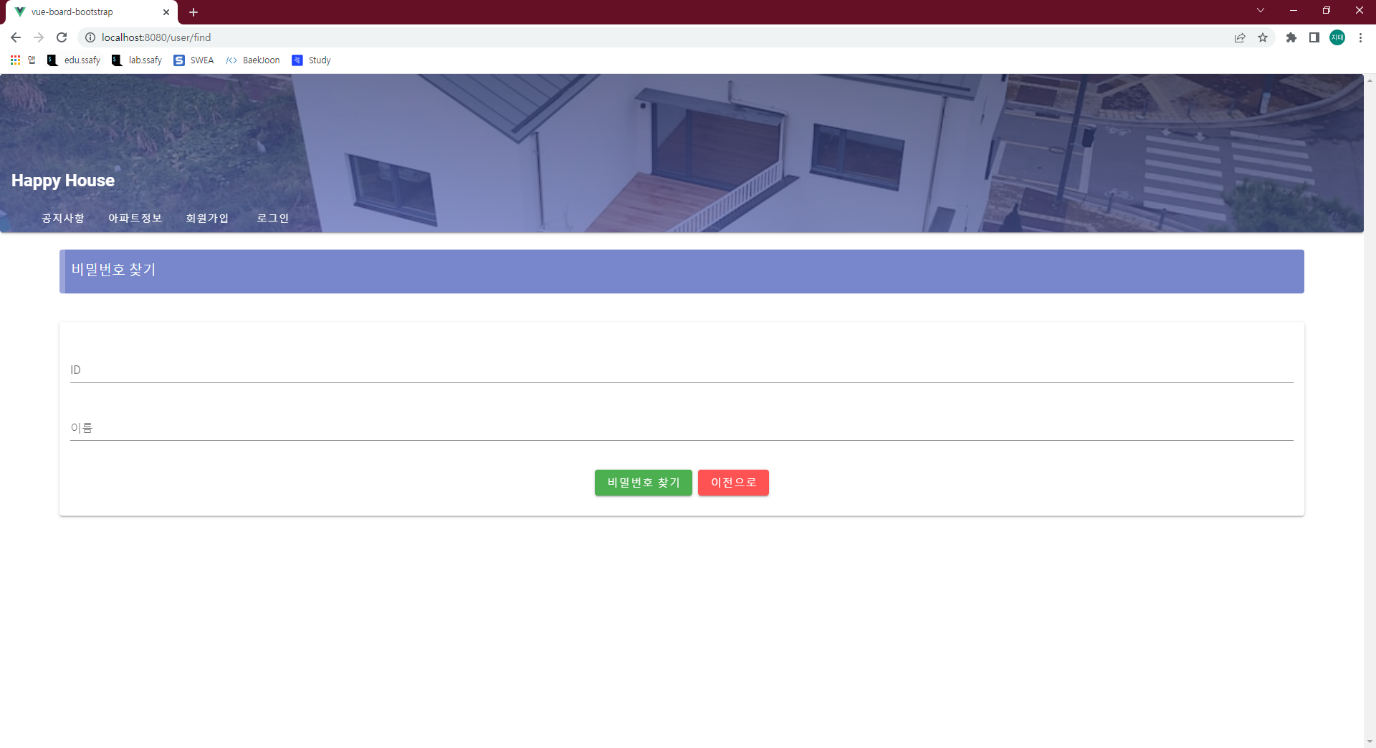 vue-board-bootstrap
localhost:8080/user/find
지대
앱 edu.ssafy lab.ssafy SWEA BaekJoon Study
Happy House
공지사항 아파트정보 회원가입 로그인
비밀번호 찾기
ID
이름
비밀번호 찾기 이전으로